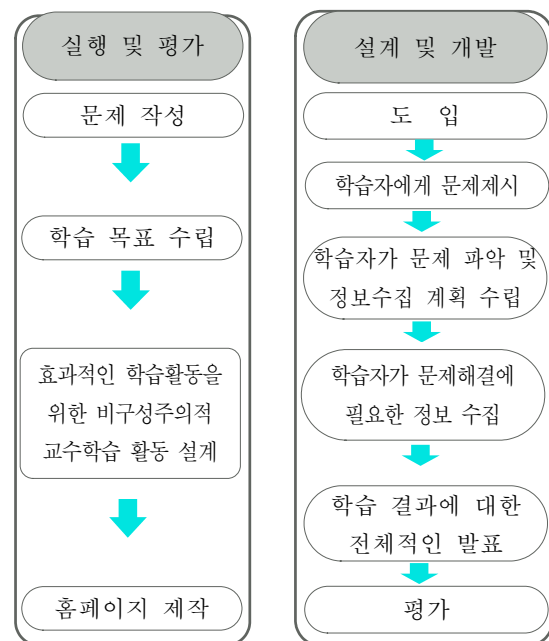 실행 및 평가
문제 작성
학습 목표 수립
효과적인 학습활동을
위한 비구성주의적
교수학습 활동 설계
홈페이지 제작
설계 및 개발
도 입
학습자에게 문제제시
학습자가 문제 파악 및
정보수집 계획 수립
학습자가 문제해결에
필요한 정보 수집
학습 결과에 대한
전체적인 발표
평가